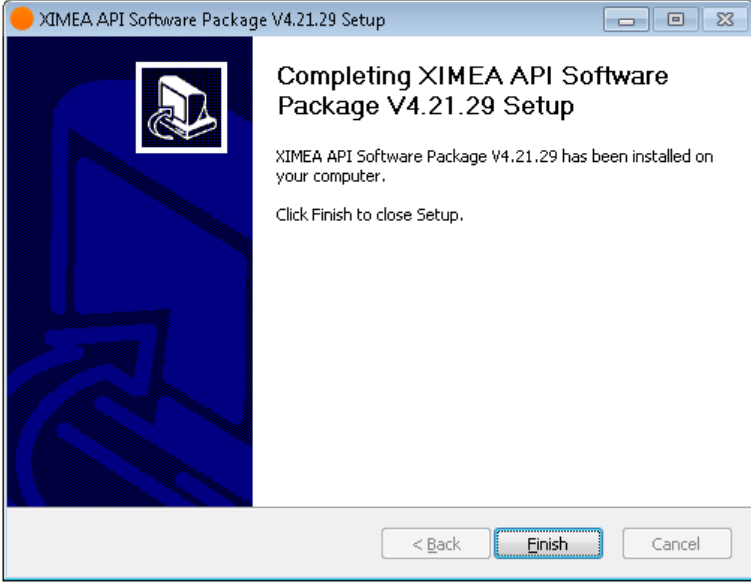 XIMEA API Software Package V4.21.29 Setup
Completing XIMEA API Software
Package V4.21.29 Setup
XIMEA API Software Package V4.21.29 has been installed on
your computer.
Click Finish to close Setup.
< Back
Finish
Cancel